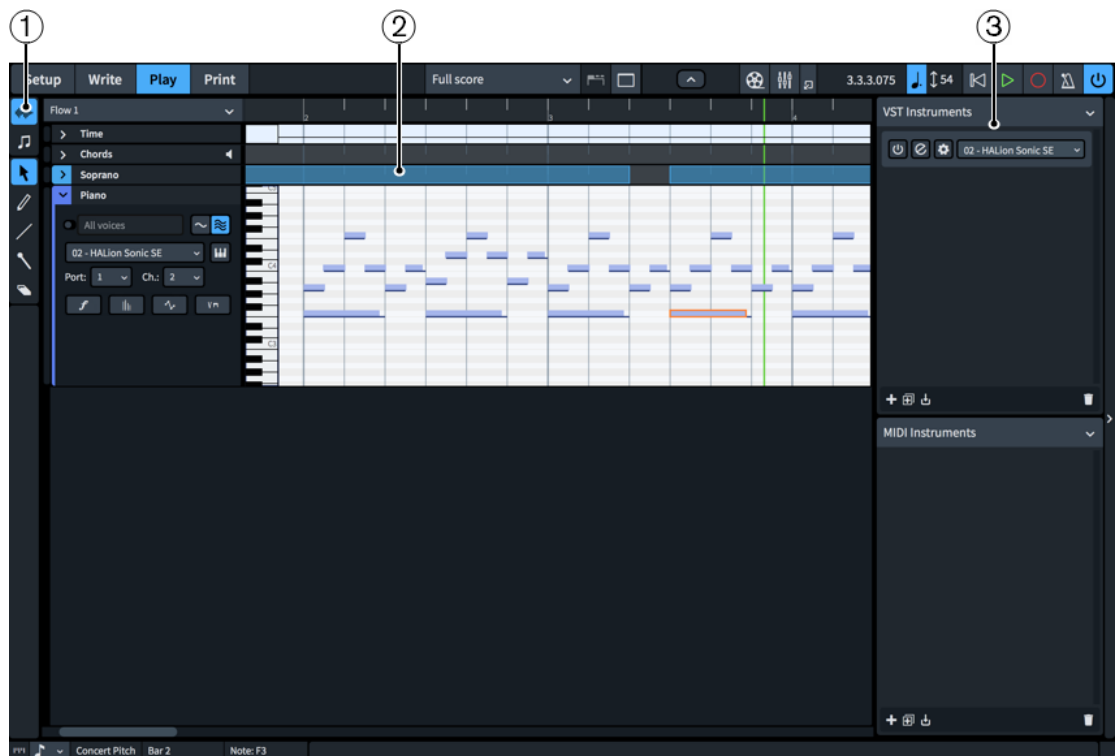 1 2 3
Setup Write Play Print Full score 3.3.3.075 54
Flow 1 2 3 4 VST Instruments
Time
Chords 02 - HALion Sonic SE
Soprano
Piano
C5
All voices
02 - HALion Sonic SE C4
Port: 1 Ch.: 2
C3
MIDI Instruments
Concert Pitch Bar 2 Note: F3